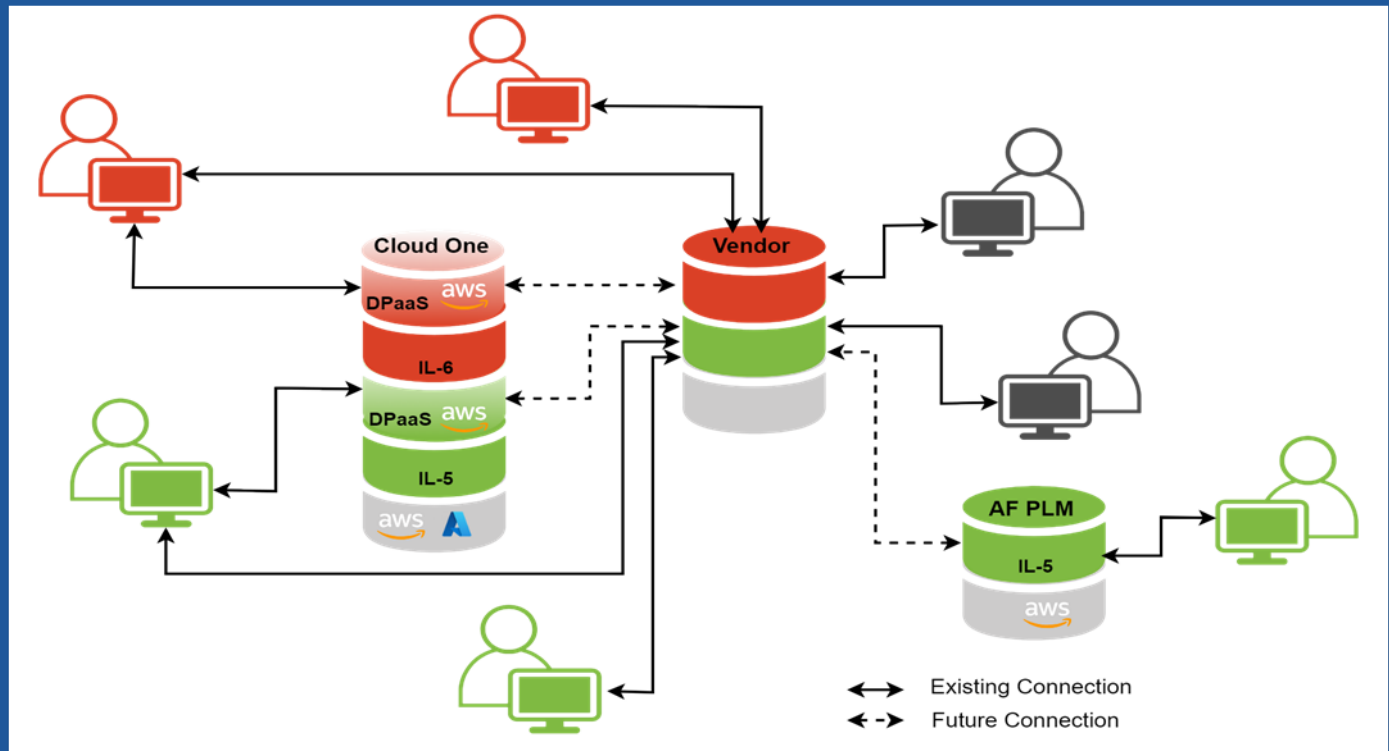 Cloud One
DPaaS aws
IL-6
DPaaS aws
IL-5
aws
Vendor
AF PLM
IL-5
aws
Existing Connection
Future Connection